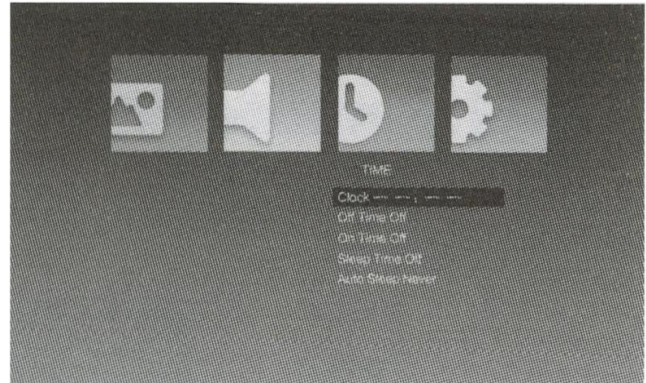 TIME
Clock -- -- : -- --
Off Time Off
On Time Off
Sleep Time Off
Auto Sleep Never